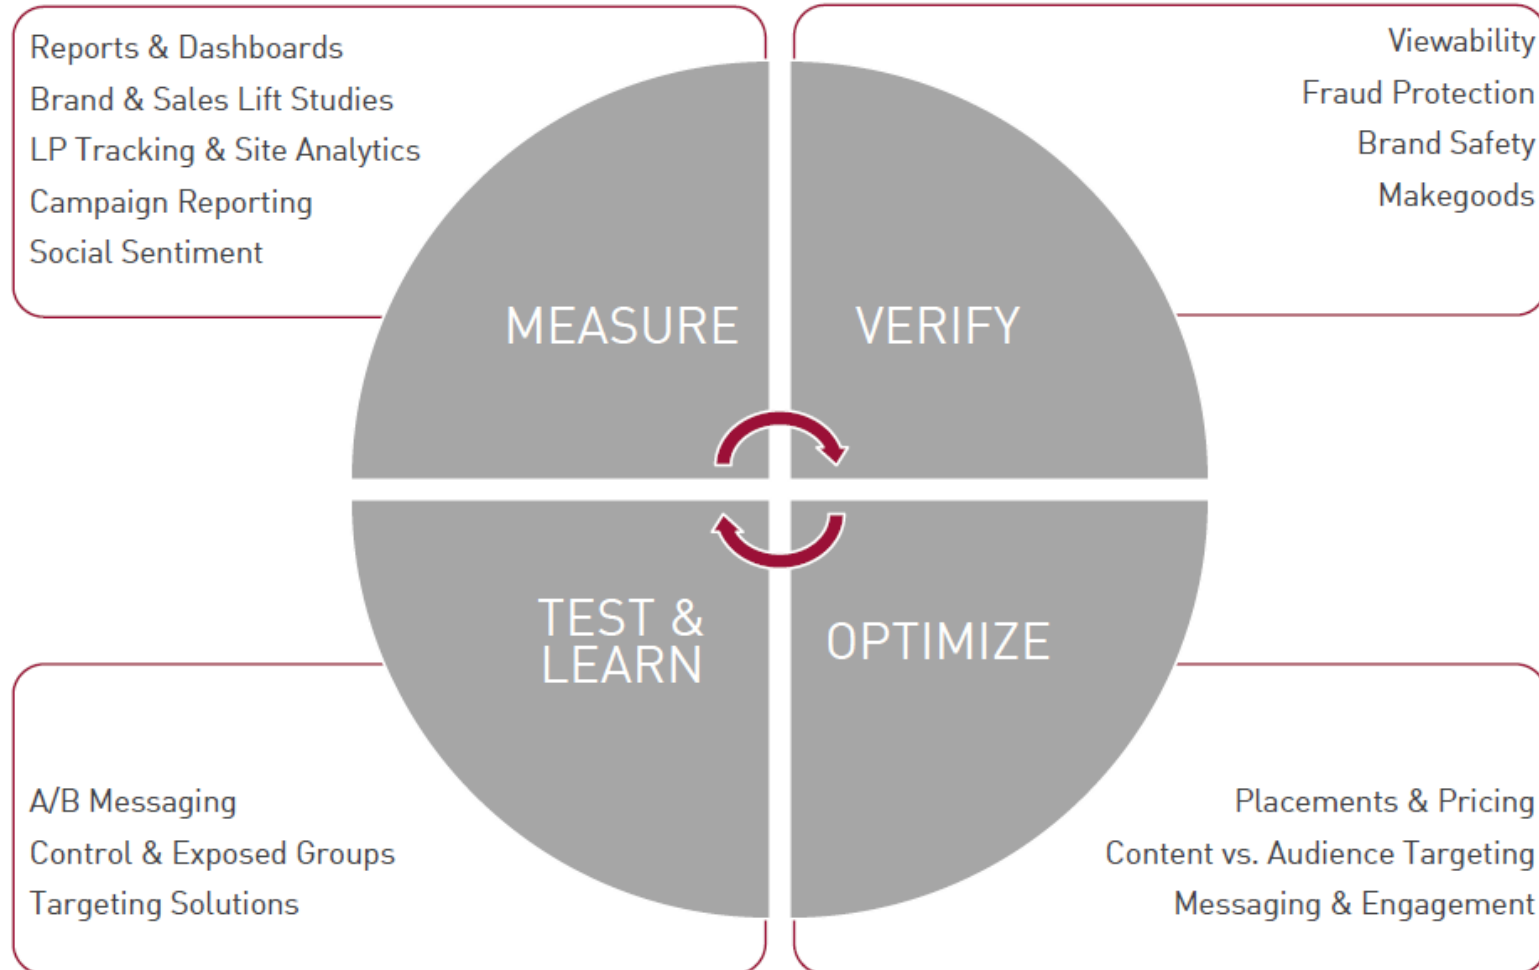 Reports & Dashboards
Brand & Sales Lift Studies
LP Tracking & Site Analytics
Campaign Reporting
Social Sentiment
Viewability
Fraud Protection
Brand Safety
Makegoods
MEASURE
VERIFY
TEST &
LEARN
OPTIMIZE
A/B Messaging
Control & Exposed Groups
Targeting Solutions
Placements & Pricing
Content vs. Audience Targeting
Messaging & Engagement